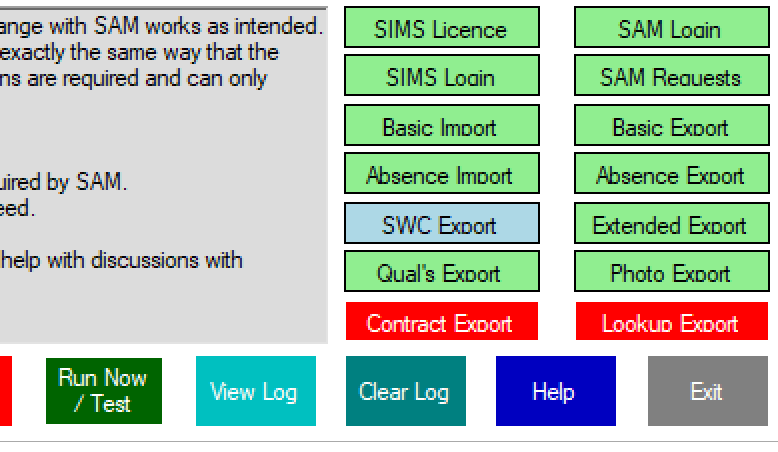 ange with SAM works as intended.
exactly the same way that the
ns are required and can only
uired by SAM.
eed.
help with discussions with
SIMS Licence
SAM Login
SIMS Login
SAM Requests
Basic Import
Basic Export
Absence Import
Absence Export
SWC Export
Extended Export
Qual's Export
Photo Export
Contract Export
Lookup Export
Run Now
/ Test
View Log
Clear Log
Help
Exit